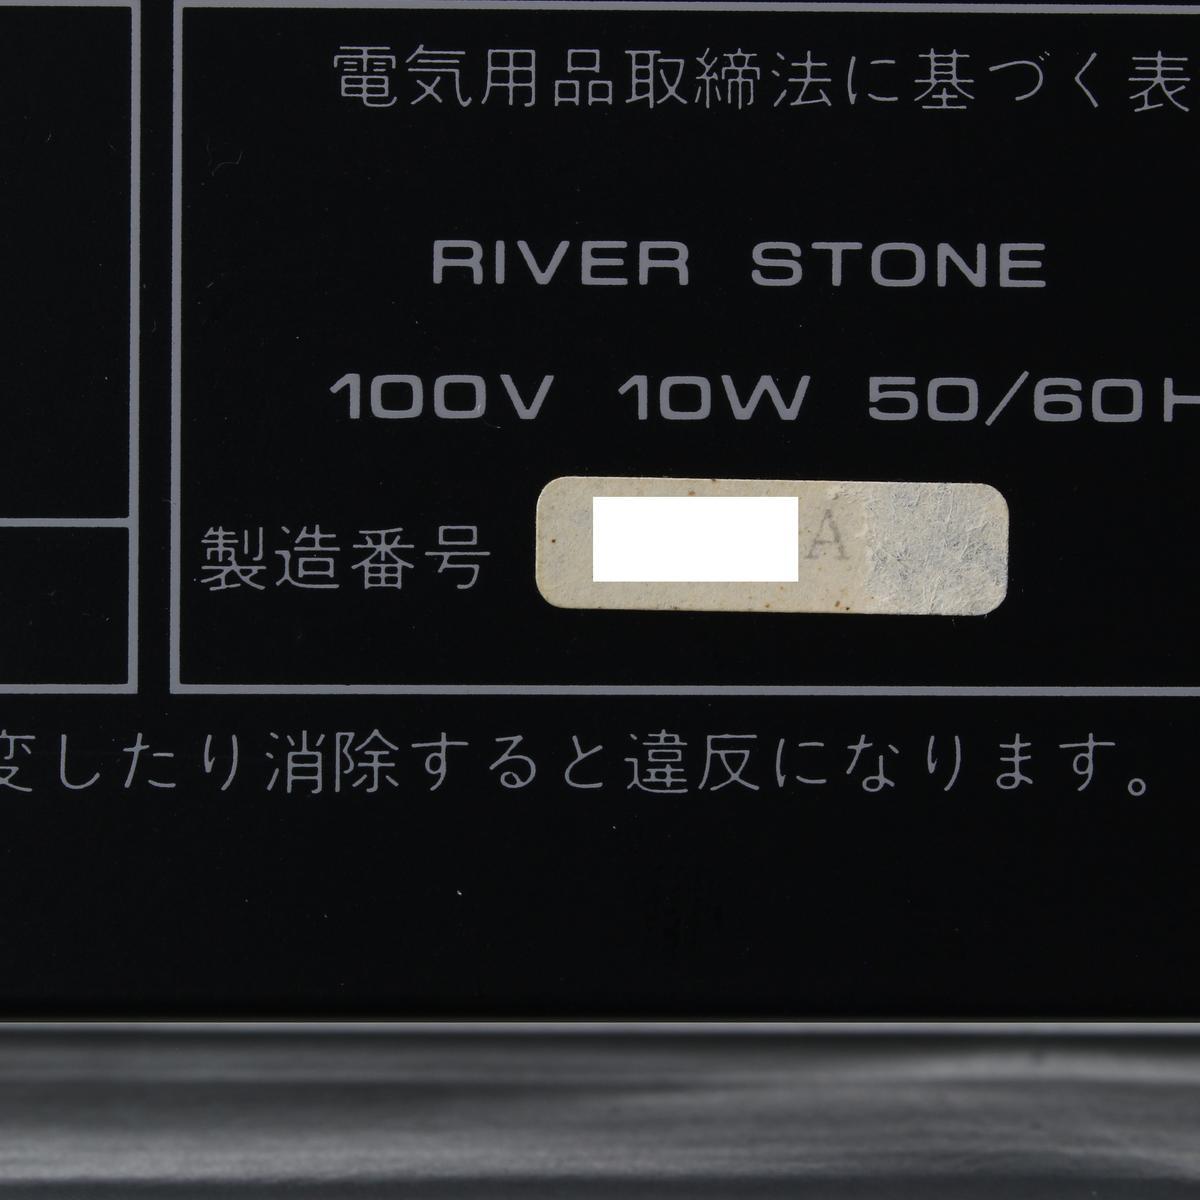 電気用品取締法に基づく表
RIVER STONE
100V 10W 50/60H
製造番号 A
変したり消除すると違反になります。